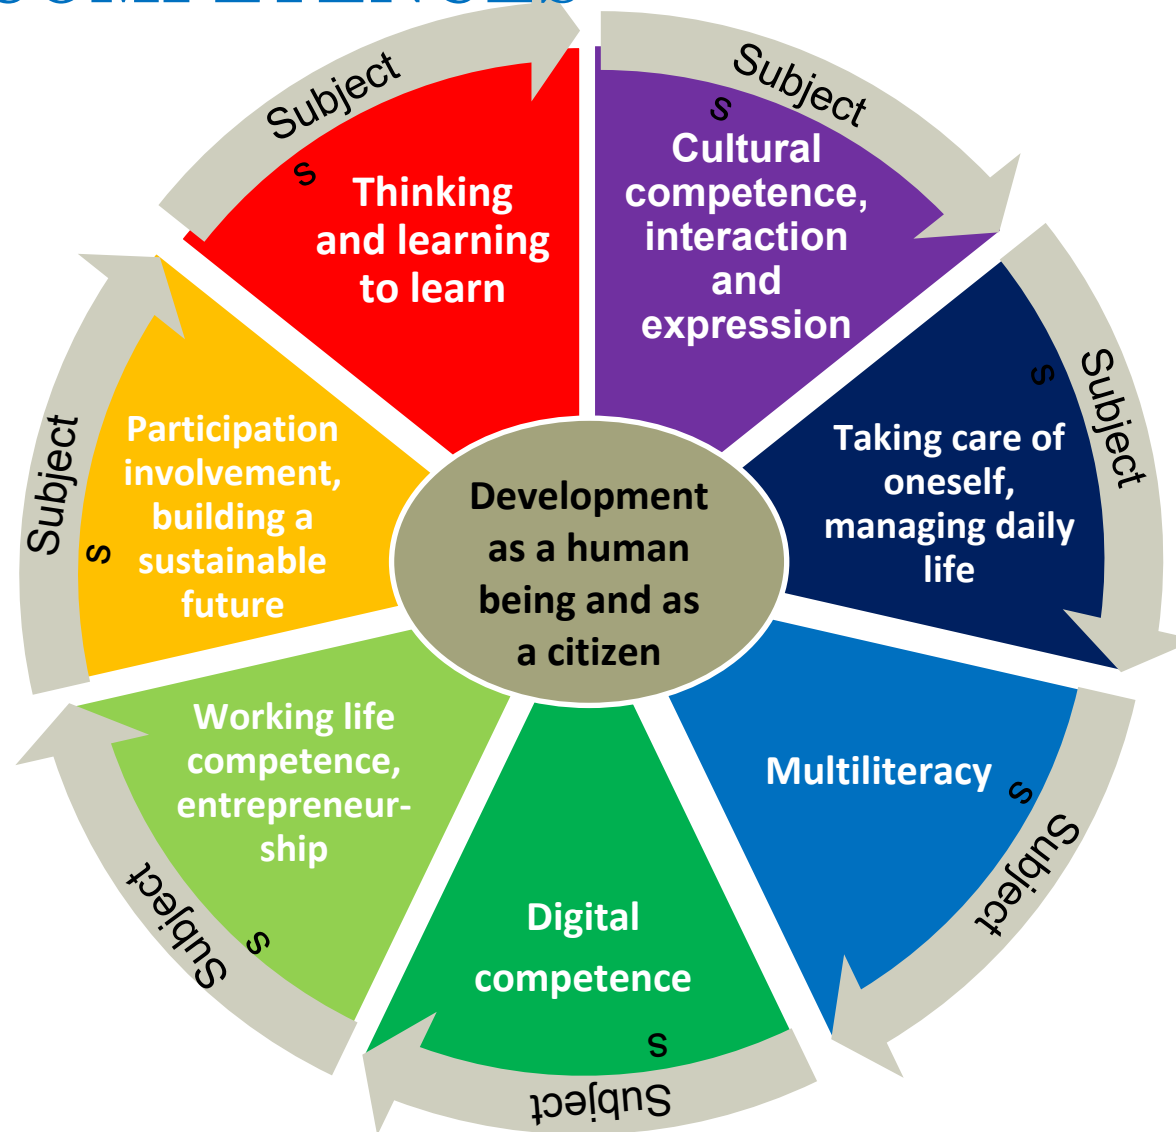 COMPETENCES
Subject
s
Thinking
and learning
to learn
Subject
s
Cultural
competence,
interaction
and
expression
Subject
s
Taking care of
oneself,
managing daily
life
Subject
s
Multiliteracy
Subject
s
Digital
competence
Subject
s
Working life
competence,
entrepreneur-
ship
Subject
s
Participation
involvement,
building a
sustainable
future
Development
as a human
being and as
a citizen